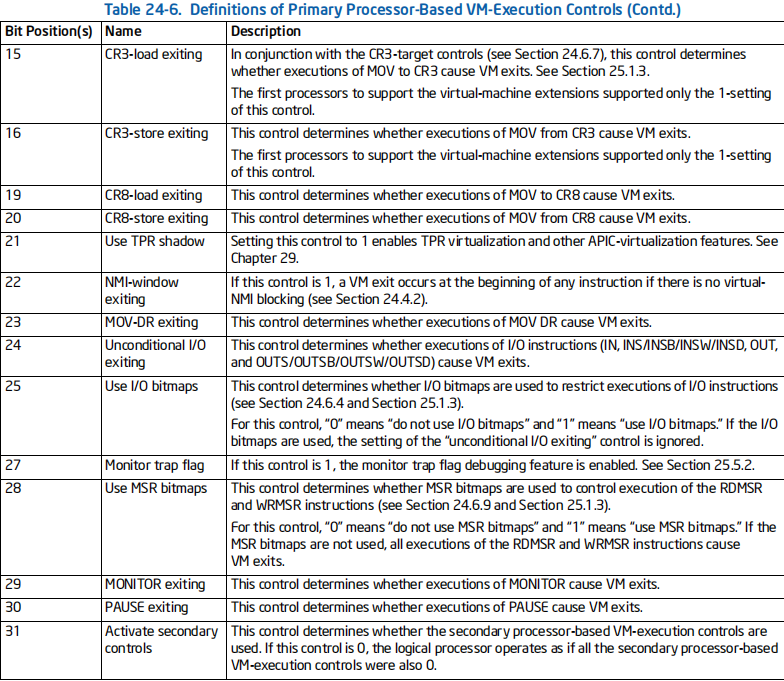 Table 24-6. Definitions of Primary Processor-Based VM-Execution Controls (Contd.)
Bit Position(s) Name Description
15 CR3-load exiting In conjunction with the CR3-target controls (see Section 24.6.7), this control determines
whether executions of MOV to CR3 cause VM exits. See Section 25.1.3.
The first processors to support the virtual-machine extensions supported only the 1-setting
of this control.
16 CR3-store exiting This control determines whether executions of MOV from CR3 cause VM exits.
The first processors to support the virtual-machine extensions supported only the 1-setting
of this control.
19 CR8-load exiting This control determines whether executions of MOV to CR8 cause VM exits.
20 CR8-store exiting This control determines whether executions of MOV from CR8 cause VM exits.
21 Use TPR shadow Setting this control to 1 enables TPR virtualization and other APIC-virtualization features. See
Chapter 29.
22 NMI-window If this control is 1, a VM exit occurs at the beginning of any instruction if there is no virtual-
exiting NMI blocking (see Section 24.4.2).
23 MOV-DR exiting This control determines whether executions of MOV DR cause VM exits.
24 Unconditional I/O This control determines whether executions of I/O instructions (IN, INS/INSB/INSW/INSD, OUT,
exiting and OUTS/OUTSB/OUTSW/OUTSD) cause VM exits.
25 Use I/O bitmaps This control determines whether I/O bitmaps are used to restrict executions of I/O instructions
(see Section 24.6.4 and Section 25.1.3).
For this control, “0” means “do not use I/O bitmaps” and “1” means “use I/O bitmaps.” If the I/O
bitmaps are used, the setting of the “unconditional I/O exiting” control is ignored.
27 Monitor trap flag If this control is 1, the monitor trap flag debugging feature is enabled. See Section 25.5.2.
28 Use MSR bitmaps This control determines whether MSR bitmaps are used to control execution of the RDMSR
and WRMSR instructions (see Section 24.6.9 and Section 25.1.3).
For this control, “0” means “do not use MSR bitmaps” and “1” means “use MSR bitmaps.” If the
MSR bitmaps are not used, all executions of the RDMSR and WRMSR instructions cause
VM exits.
29 MONITOR exiting This control determines whether executions of MONITOR cause VM exits.
30 PAUSE exiting This control determines whether executions of PAUSE cause VM exits.
31 Activate secondary This control determines whether the secondary processor-based VM-execution controls are
controls used. If this control is 0, the logical processor operates as if all the secondary processor-based
VM-execution controls were also 0.